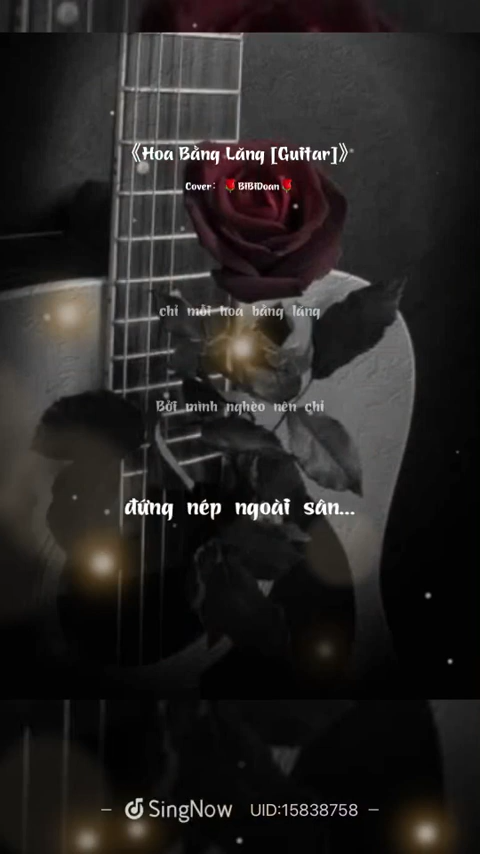 《Hoa Bằng Lăng [Guitar]》
Cover: 🌹BiBiDoan🌹
chỉ mỗi hoa bằng lăng
Bởi mình nghèo nên chỉ
đứng nép ngoài sân...
– SingNow UID:15838758 –